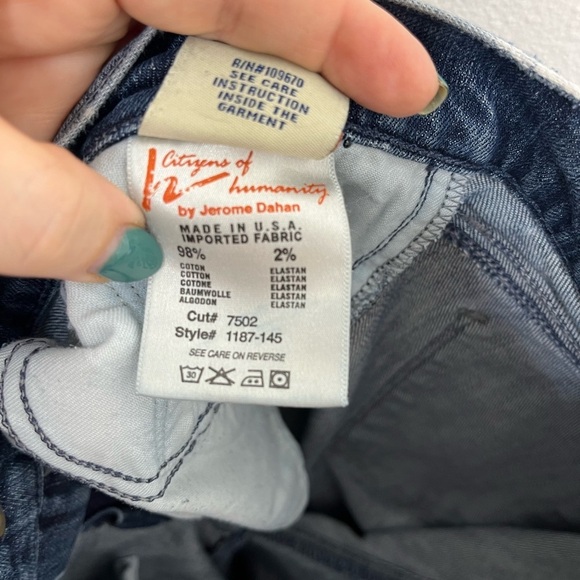 R/N#109670
SEE CARE
INSTRUCTION
INSIDE THE
GARMENT
Citizens of
humanity
by Jerome Dahan
MADE IN U.S.A.
IMPORTED FABRIC
98% 2%
COTON ELASTAN
COTTON ELASTAN
COTONE ELASTAN
BAUMWOLLE ELASTAN
ALGODON ELASTAN
Cut# 7502
Style# 1187-145
SEE CARE ON REVERSE
30